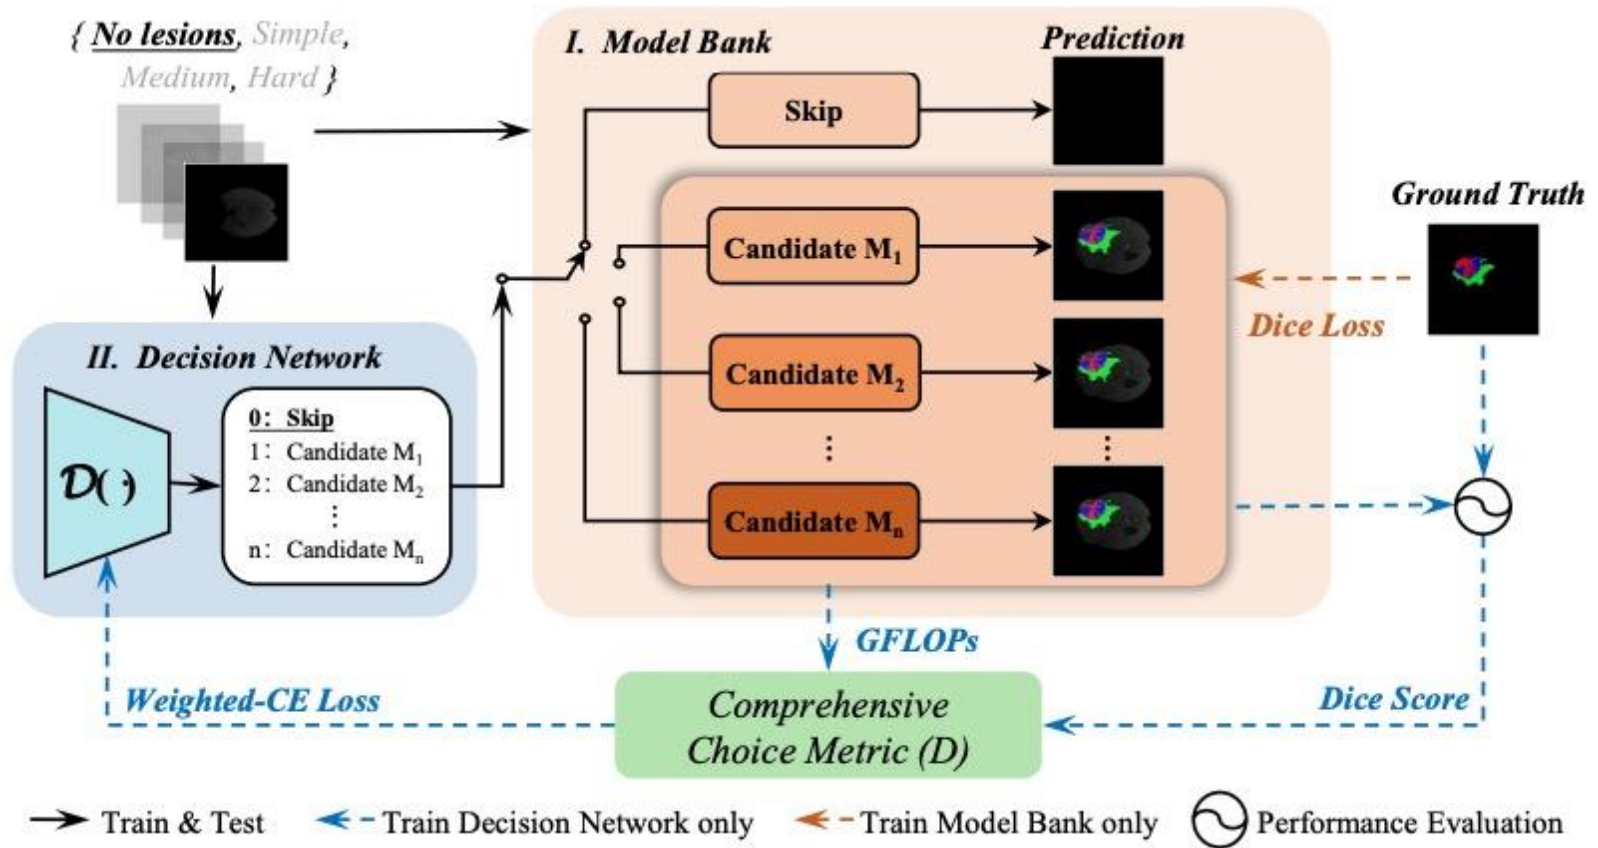 { No lesions, Simple,
Medium, Hard }
I. Model Bank
Prediction
Skip
Candidate M1
Candidate M2
⋮
⋮
Candidate Mn
Ground Truth
Dice Loss
II. Decision Network
D(·)
0: Skip
1: Candidate M1
2: Candidate M2
⋮
n: Candidate Mn
GFLOPs
Weighted-CE Loss
Dice Score
Comprehensive
Choice Metric (D)
Train & Test
Train Decision Network only
Train Model Bank only
Performance Evaluation